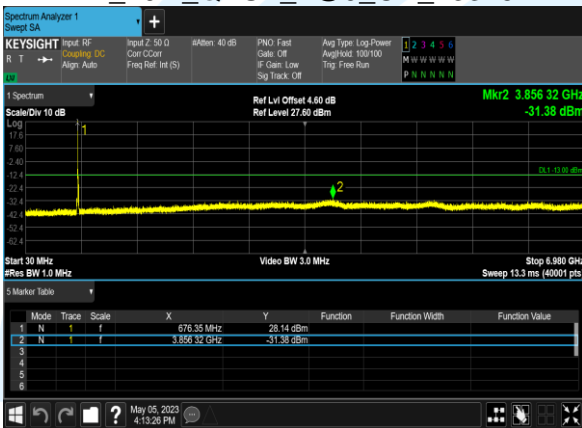 Spectrum Analyzer 1
Swept SA
KEYSIGHT
R T
LW
Input: RF
Coupling: DC
Align: Auto
Input Z: 50 Ω
Corr CCorr
Freq Ref: Int (S)
#Atten: 40 dB
PNO: Fast
Gate: Off
IF Gain: Low
Sig Track: Off
Avg Type: Log-Power
Avg|Hold: 100/100
Trig: Free Run
1 2 3 4 5 6
M W W W W W
P N N N N N
1 Spectrum
Scale/Div 10 dB
Ref Lvl Offset 4.60 dB
Ref Level 27.60 dBm
Mkr2 3.856 32 GHz
-31.38 dBm
Log
17.6
7.60
-2.40
-12.4
-22.4
-32.4
-42.4
-52.4
-62.4
1
2
DL1 -13.00 dBm
Start 30 MHz
#Res BW 1.0 MHz
Video BW 3.0 MHz
Stop 6.980 GHz
Sweep 13.3 ms (40001 pts
5 Marker Table
Mode Trace Scale X Y Function Function Width Function Value
1 N 1 f 676.35 MHz 28.14 dBm
2 N 1 f 3.856 32 GHz -31.38 dBm
3
4
5
6
?
May 05, 2023
4:13:26 PM